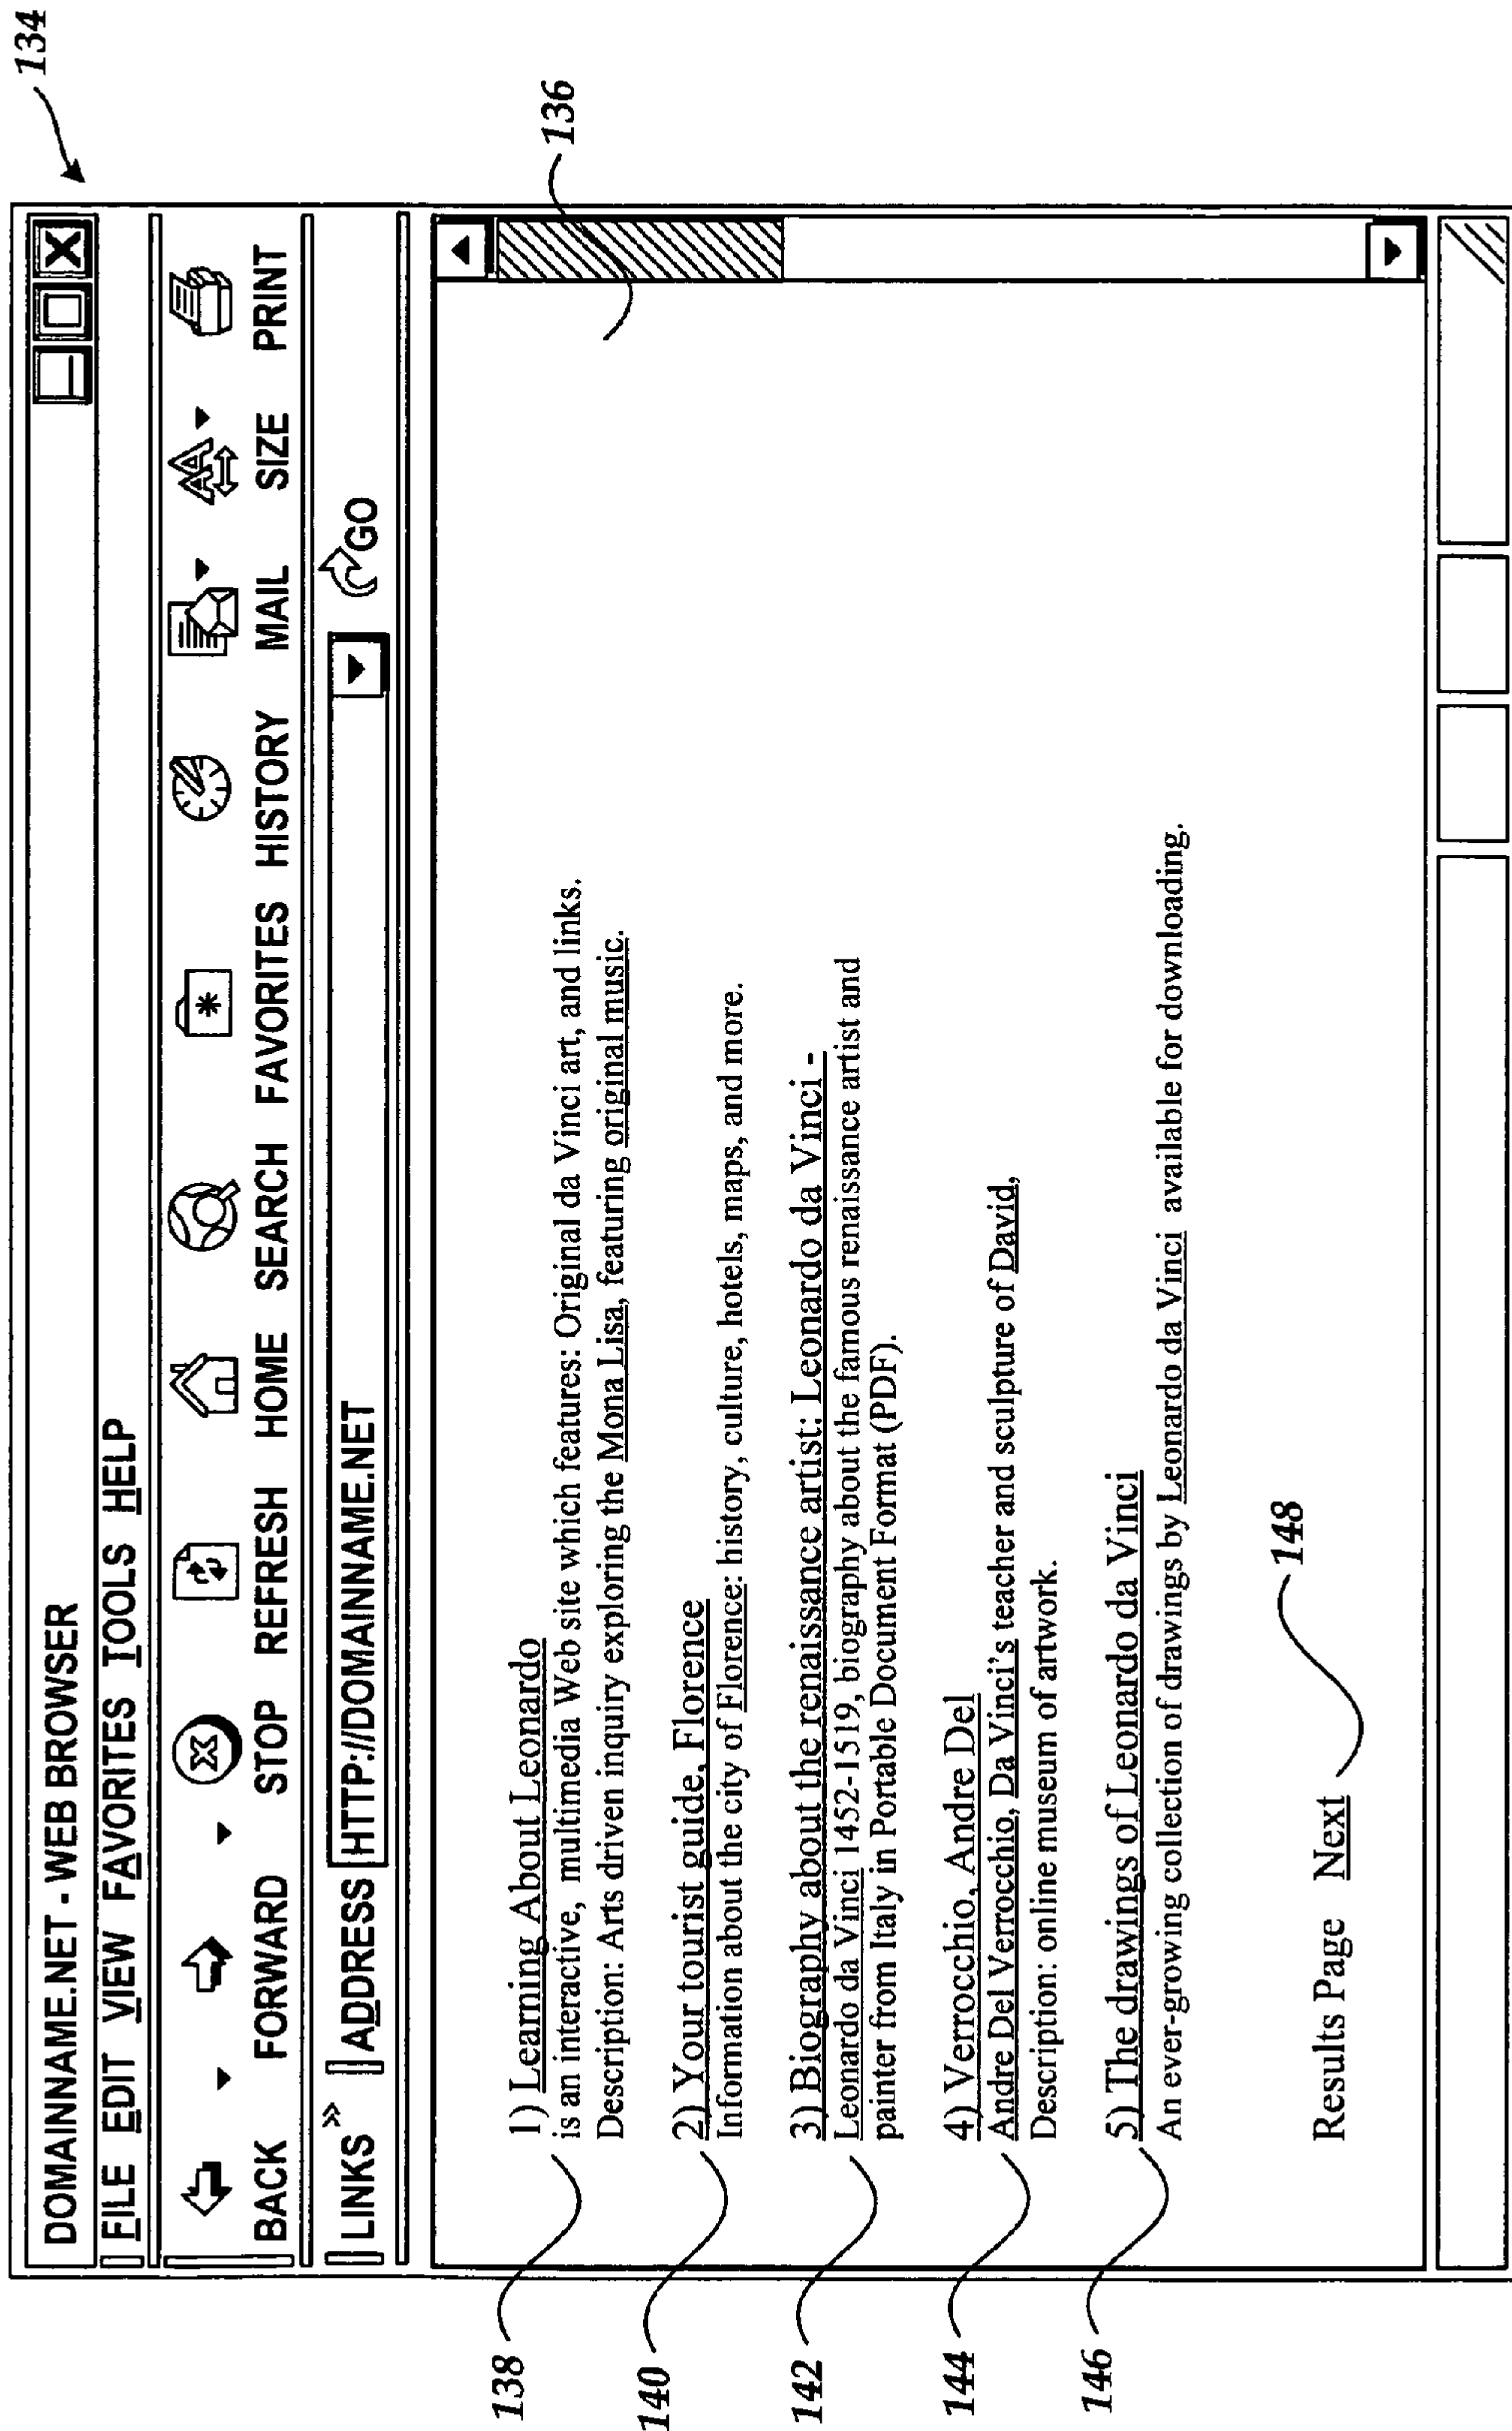 134
DOMAINNAME.NET - WEB BROWSER
FILE EDIT VIEW FAVORITES TOOLS HELP
BACK FORWARD STOP REFRESH HOME SEARCH FAVORITES HISTORY MAIL SIZE PRINT
LINKS » ADDRESS HTTP://DOMAINNAME.NET GO
136
138
1) Learning About Leonardo
is an interactive, multimedia Web site which features: Original da Vinci art, and links.
Description: Arts driven inquiry exploring the Mona Lisa, featuring original music.
140
2) Your tourist guide, Florence
Information about the city of Florence: history, culture, hotels, maps, and more.
142
3) Biography about the renaissance artist: Leonardo da Vinci -
Leonardo da Vinci 1452-1519, biography about the famous renaissance artist and
painter from Italy in Portable Document Format (PDF).
144
4) Verrocchio, Andre Del
Andre Del Verrocchio, Da Vinci's teacher and sculpture of David,
Description: online museum of artwork.
146
5) The drawings of Leonardo da Vinci
An ever-growing collection of drawings by Leonardo da Vinci available for downloading.
148
Results Page Next